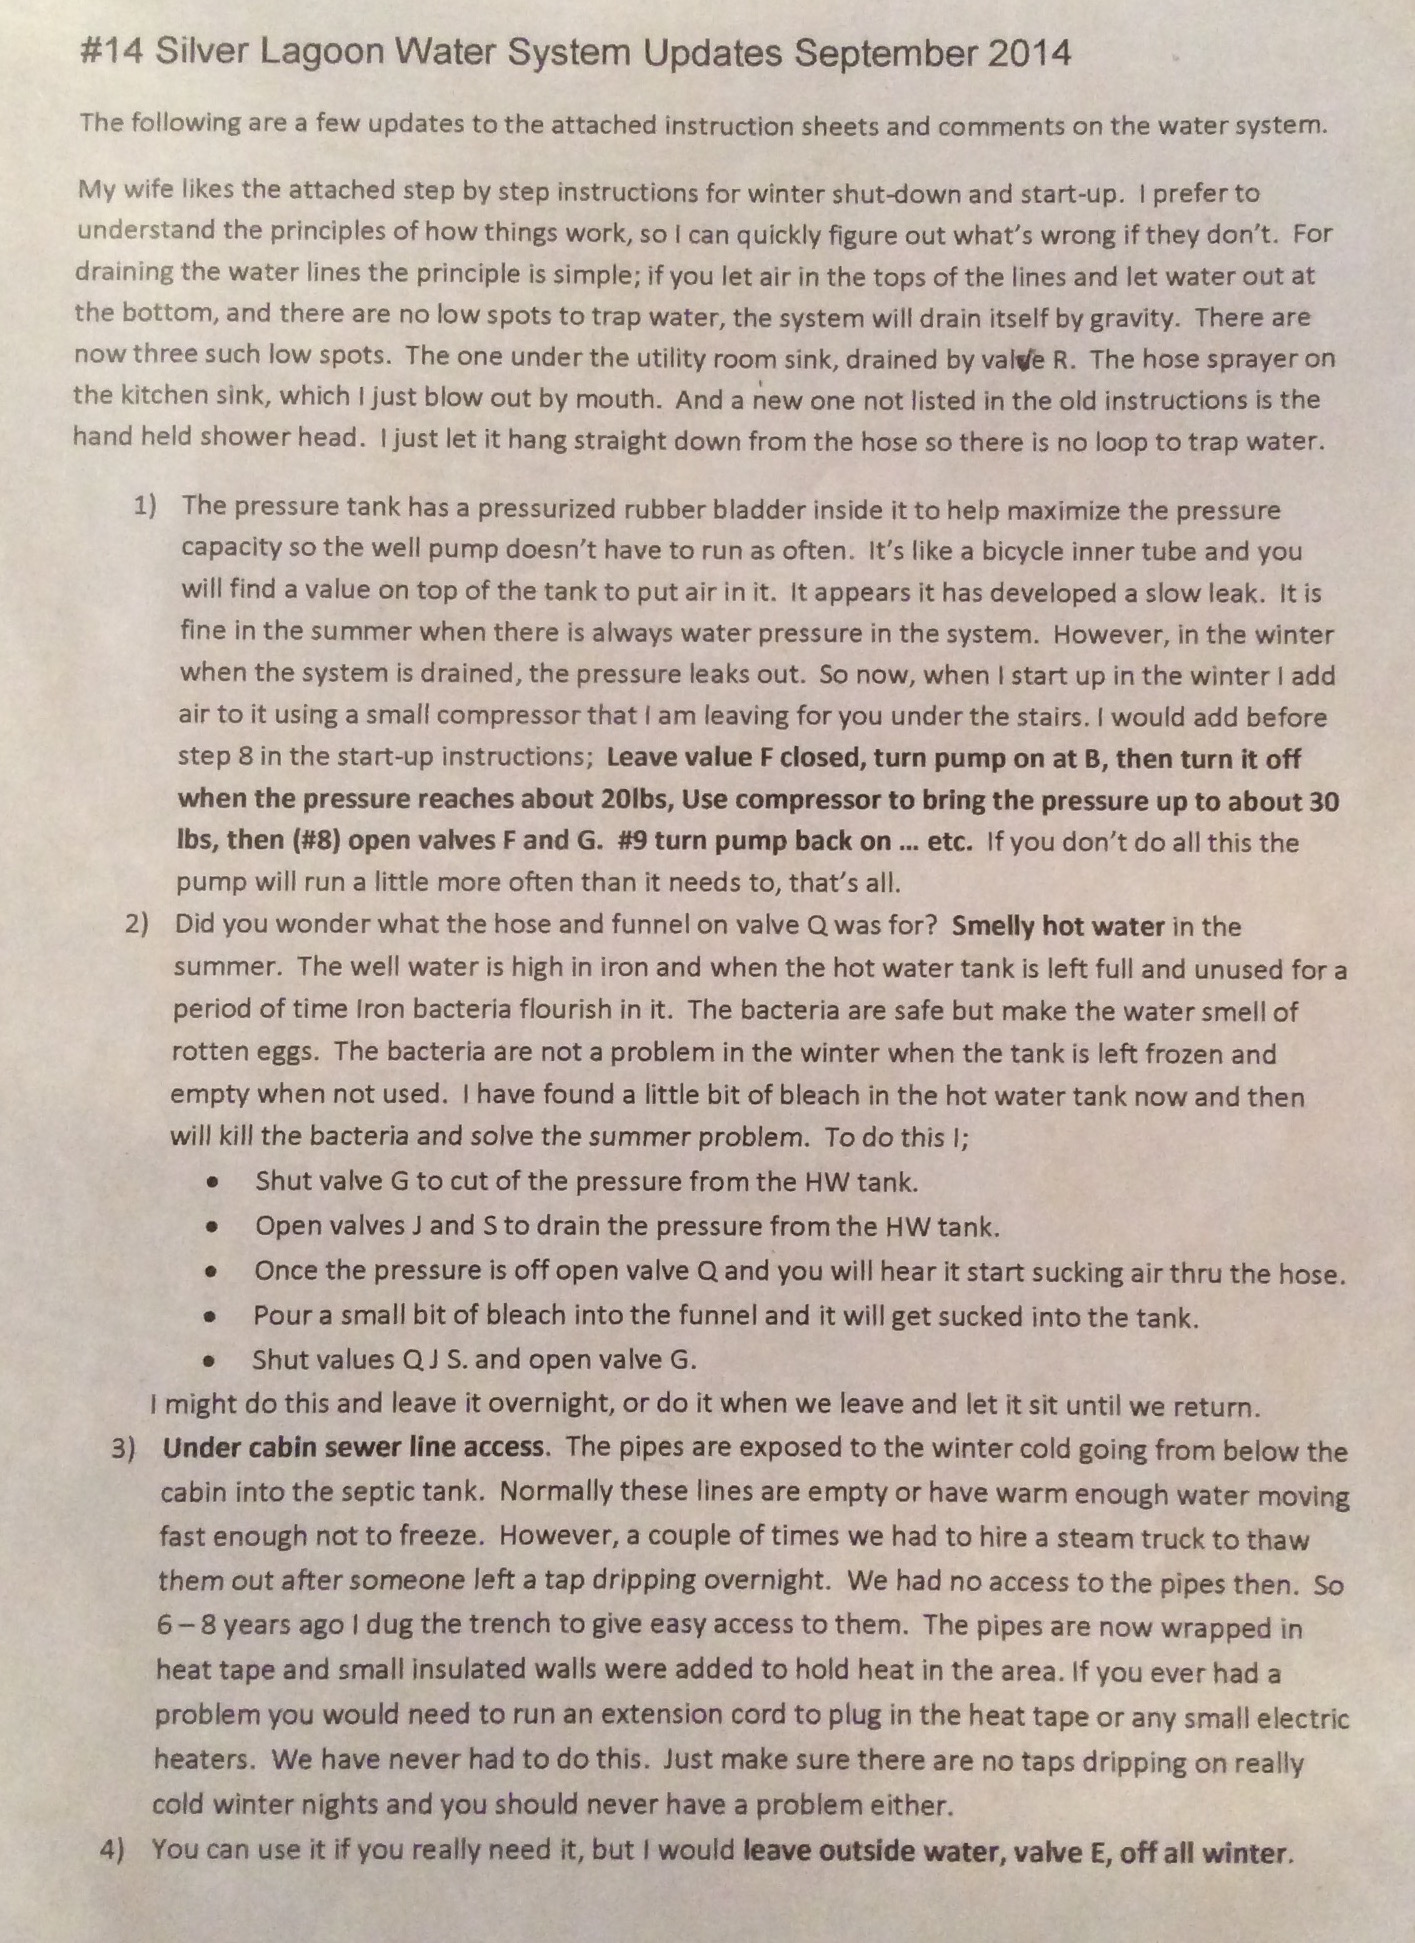 #14 Silver Lagoon Water System Updates September 2014
The following are a few updates to the attached instruction sheets and comments on the water system.
My wife likes the attached step by step instructions for winter shut-down and start-up. I prefer to
understand the principles of how things work, so I can quickly figure out what's wrong if they don't. For
draining the water lines the principle is simple; if you let air in the tops of the lines and let water out at
the bottom, and there are no low spots to trap water, the system will drain itself by gravity. There are
now three such low spots. The one under the utility room sink, drained by valve R. The hose sprayer on
the kitchen sink, which I just blow out by mouth. And a new one not listed in the old instructions is the
hand held shower head. I just let it hang straight down from the hose so there is no loop to trap water.
1) The pressure tank has a pressurized rubber bladder inside it to help maximize the pressure
capacity so the well pump doesn't have to run as often. It's like a bicycle inner tube and you
will find a value on top of the tank to put air in it. It appears it has developed a slow leak. It is
fine in the summer when there is always water pressure in the system. However, in the winter
when the system is drained, the pressure leaks out. So now, when I start up in the winter I add
air to it using a small compressor that I am leaving for you under the stairs. I would add before
step 8 in the start-up instructions; Leave value F closed, turn pump on at B, then turn it off
when the pressure reaches about 20lbs, Use compressor to bring the pressure up to about 30
lbs, then (#8) open valves F and G. #9 turn pump back on ... etc. If you don't do all this the
pump will run a little more often than it needs to, that's all.
2) Did you wonder what the hose and funnel on valve Q was for? Smelly hot water in the
summer. The well water is high in iron and when the hot water tank is left full and unused for a
period of time Iron bacteria flourish in it. The bacteria are safe but make the water smell of
rotten eggs. The bacteria are not a problem in the winter when the tank is left frozen and
empty when not used. I have found a little bit of bleach in the hot water tank now and then
will kill the bacteria and solve the summer problem. To do this I;
• Shut valve G to cut of the pressure from the HW tank.
• Open valves J and S to drain the pressure from the HW tank.
• Once the pressure is off open valve Q and you will hear it start sucking air thru the hose.
• Pour a small bit of bleach into the funnel and it will get sucked into the tank.
• Shut values Q J S. and open valve G.
I might do this and leave it overnight, or do it when we leave and let it sit until we return.
3) Under cabin sewer line access. The pipes are exposed to the winter cold going from below the
cabin into the septic tank. Normally these lines are empty or have warm enough water moving
fast enough not to freeze. However, a couple of times we had to hire a steam truck to thaw
them out after someone left a tap dripping overnight. We had no access to the pipes then. So
6 – 8 years ago I dug the trench to give easy access to them. The pipes are now wrapped in
heat tape and small insulated walls were added to hold heat in the area. If you ever had a
problem you would need to run an extension cord to plug in the heat tape or any small electric
heaters. We have never had to do this. Just make sure there are no taps dripping on really
cold winter nights and you should never have a problem either.
4) You can use it if you really need it, but I would leave outside water, valve E, off all winter.